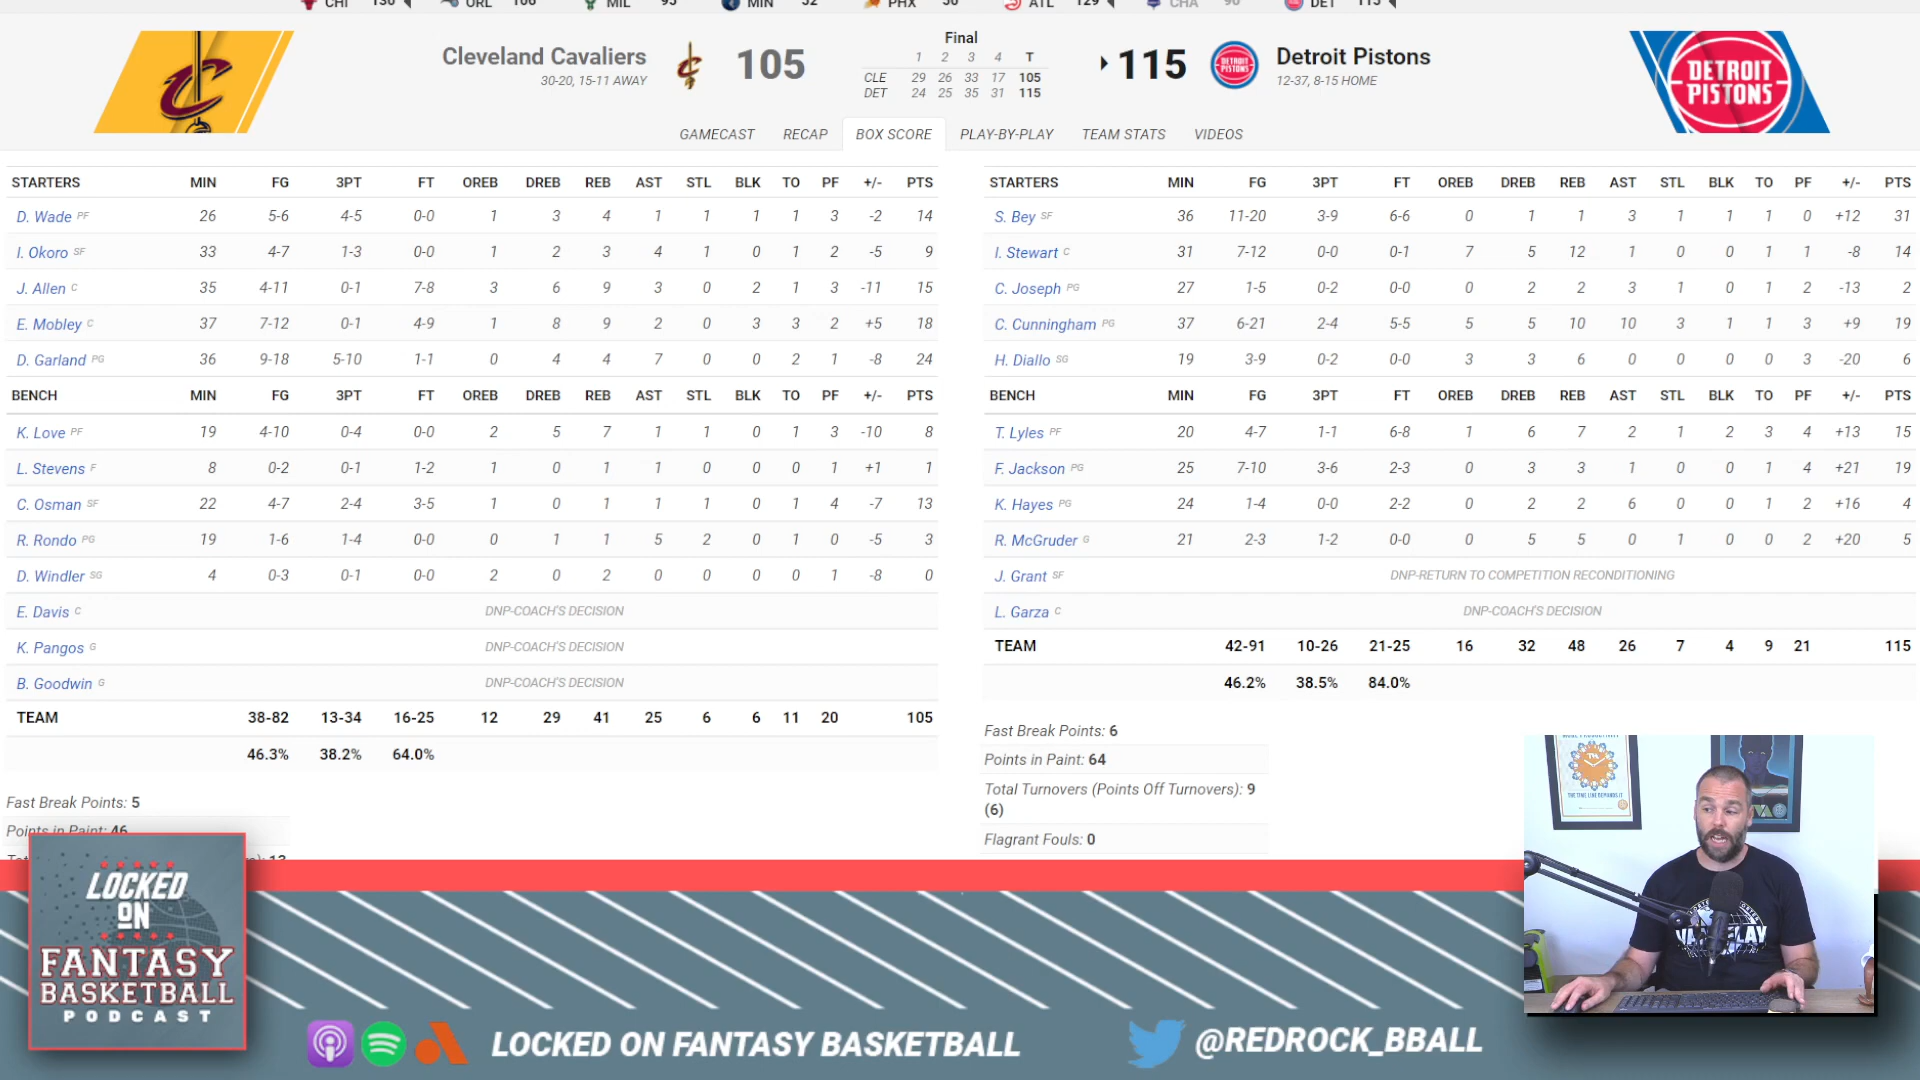 CHI 130 ORL 106 MIL 95 MIN 52 PHX 50 ATL 129 CHA 90 DET 115
Cleveland Cavaliers 105 Final 115 Detroit Pistons
30-20, 15-11 AWAY 12-37, 8-15 HOME
1 2 3 4 T
CLE 29 26 33 17 105
DET 24 25 35 31 115
DETROIT
PISTONS
GAMECAST RECAP BOX SCORE PLAY-BY-PLAY TEAM STATS VIDEOS
STARTERS MIN FG 3PT FT OREB DREB REB AST STL BLK TO PF +/- PTS
D. Wade PF 26 5-6 4-5 0-0 1 3 4 1 1 1 1 3 -2 14
I. Okoro SF 33 4-7 1-3 0-0 1 2 3 4 1 0 1 2 -5 9
J. Allen C 35 4-11 0-1 7-8 3 6 9 3 0 2 1 3 -11 15
E. Mobley C 37 7-12 0-1 4-9 1 8 9 2 0 3 3 2 +5 18
D. Garland PG 36 9-18 5-10 1-1 0 4 4 7 0 0 2 1 -8 24
BENCH MIN FG 3PT FT OREB DREB REB AST STL BLK TO PF +/- PTS
K. Love PF 19 4-10 0-4 0-0 2 5 7 1 1 0 1 3 -10 8
L. Stevens F 8 0-2 0-1 1-2 1 0 1 1 0 0 0 1 +1 1
C. Osman SF 22 4-7 2-4 3-5 1 0 1 1 1 0 1 4 -7 13
R. Rondo PG 19 1-6 1-4 0-0 0 1 1 5 2 0 1 0 -5 3
D. Windler SG 4 0-3 0-1 0-0 2 0 2 0 0 0 0 1 -8 0
E. Davis C DNP-COACH'S DECISION
K. Pangos G DNP-COACH'S DECISION
B. Goodwin G DNP-COACH'S DECISION
TEAM 38-82 13-34 16-25 12 29 41 25 6 6 11 20 105
46.3% 38.2% 64.0%
Fast Break Points: 5
Points in Paint: 46
STARTERS MIN FG 3PT FT OREB DREB REB AST STL BLK TO PF +/- PTS
S. Bey SF 36 11-20 3-9 6-6 0 1 1 3 1 1 1 0 +12 31
I. Stewart C 31 7-12 0-0 0-1 7 5 12 1 0 0 1 1 -8 14
C. Joseph PG 27 1-5 0-2 0-0 0 2 2 3 1 0 1 2 -13 2
C. Cunningham PG 37 6-21 2-4 5-5 5 5 10 10 3 1 1 3 +9 19
H. Diallo SG 19 3-9 0-2 0-0 3 3 6 0 0 0 0 3 -20 6
BENCH MIN FG 3PT FT OREB DREB REB AST STL BLK TO PF +/- PTS
T. Lyles PF 20 4-7 1-1 6-8 1 6 7 2 1 2 3 4 +13 15
F. Jackson PG 25 7-10 3-6 2-3 0 3 3 1 0 0 1 4 +21 19
K. Hayes PG 24 1-4 0-0 2-2 0 2 2 6 0 0 1 2 +16 4
R. McGruder G 21 2-3 1-2 0-0 0 5 5 0 1 0 0 2 +20 5
J. Grant SF DNP-RETURN TO COMPETITION RECONDITIONING
L. Garza C DNP-COACH'S DECISION
TEAM 42-91 10-26 21-25 16 32 48 26 7 4 9 21 115
46.2% 38.5% 84.0%
Fast Break Points: 6
Points in Paint: 64
Total Turnovers (Points Off Turnovers): 9
(6)
Flagrant Fouls: 0
LOCKED
ON
FANTASY
BASKETBALL
PODCAST
LOCKED ON FANTASY BASKETBALL
@REDROCK_BBALL